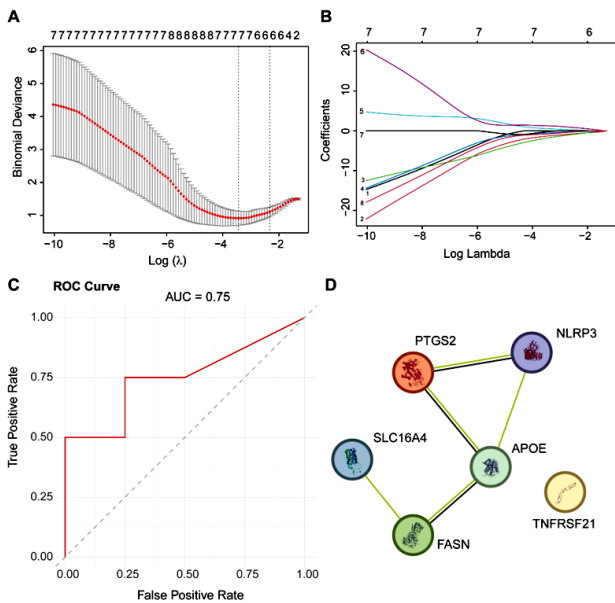 A
7777777777777777777788888887777776666642
Binomial Deviance
6
5
4
3
2
1
−10
−8
−6
−4
−2
Log (λ)
B
7
7
7
7
6
Coefficients
20
10
0
−10
−20
6
5
7
3
4
1
8
2
−10
−8
−6
−4
−2
Log Lambda
C
ROC Curve
AUC = 0.75
True Positive Rate
1.00
0.75
0.50
0.25
0.00
0.00
0.25
0.50
0.75
1.00
False Positive Rate
D
PTGS2
NLRP3
SLC16A4
APOE
TNFRSF21
FASN